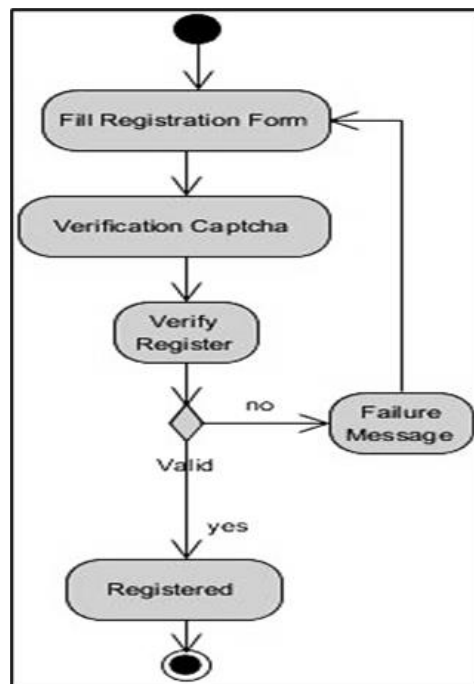 Fill Registration Form
Verification Captcha
Verify
Register
no
Failure
Message
Valid
yes
Registered